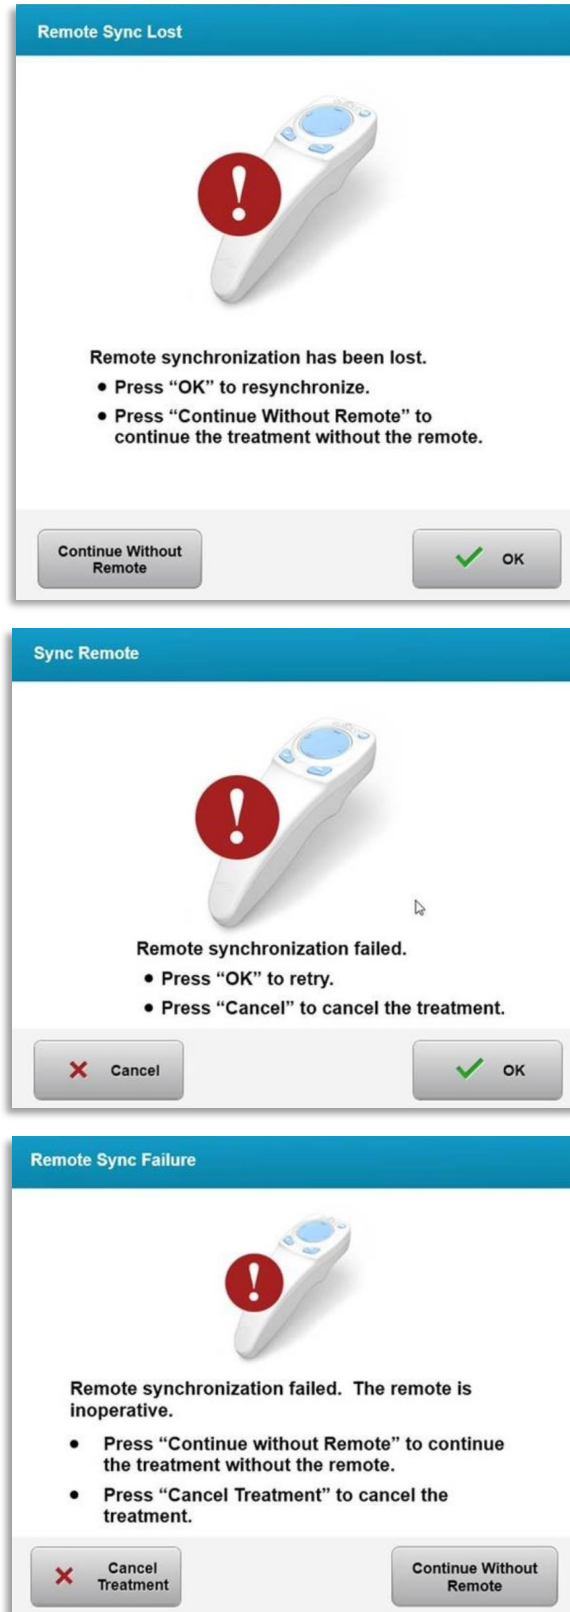 Remote Sync Lost
Remote synchronization has been lost.
• Press “OK” to resynchronize.
• Press “Continue Without Remote” to
continue the treatment without the remote.
Continue Without
Remote
OK
Sync Remote
Remote synchronization failed.
• Press “OK” to retry.
• Press “Cancel” to cancel the treatment.
Cancel
OK
Remote Sync Failure
Remote synchronization failed.  The remote is
inoperative.
• Press “Continue without Remote” to continue
the treatment without the remote.
• Press “Cancel Treatment” to cancel the
treatment.
Cancel
Treatment
Continue Without
Remote